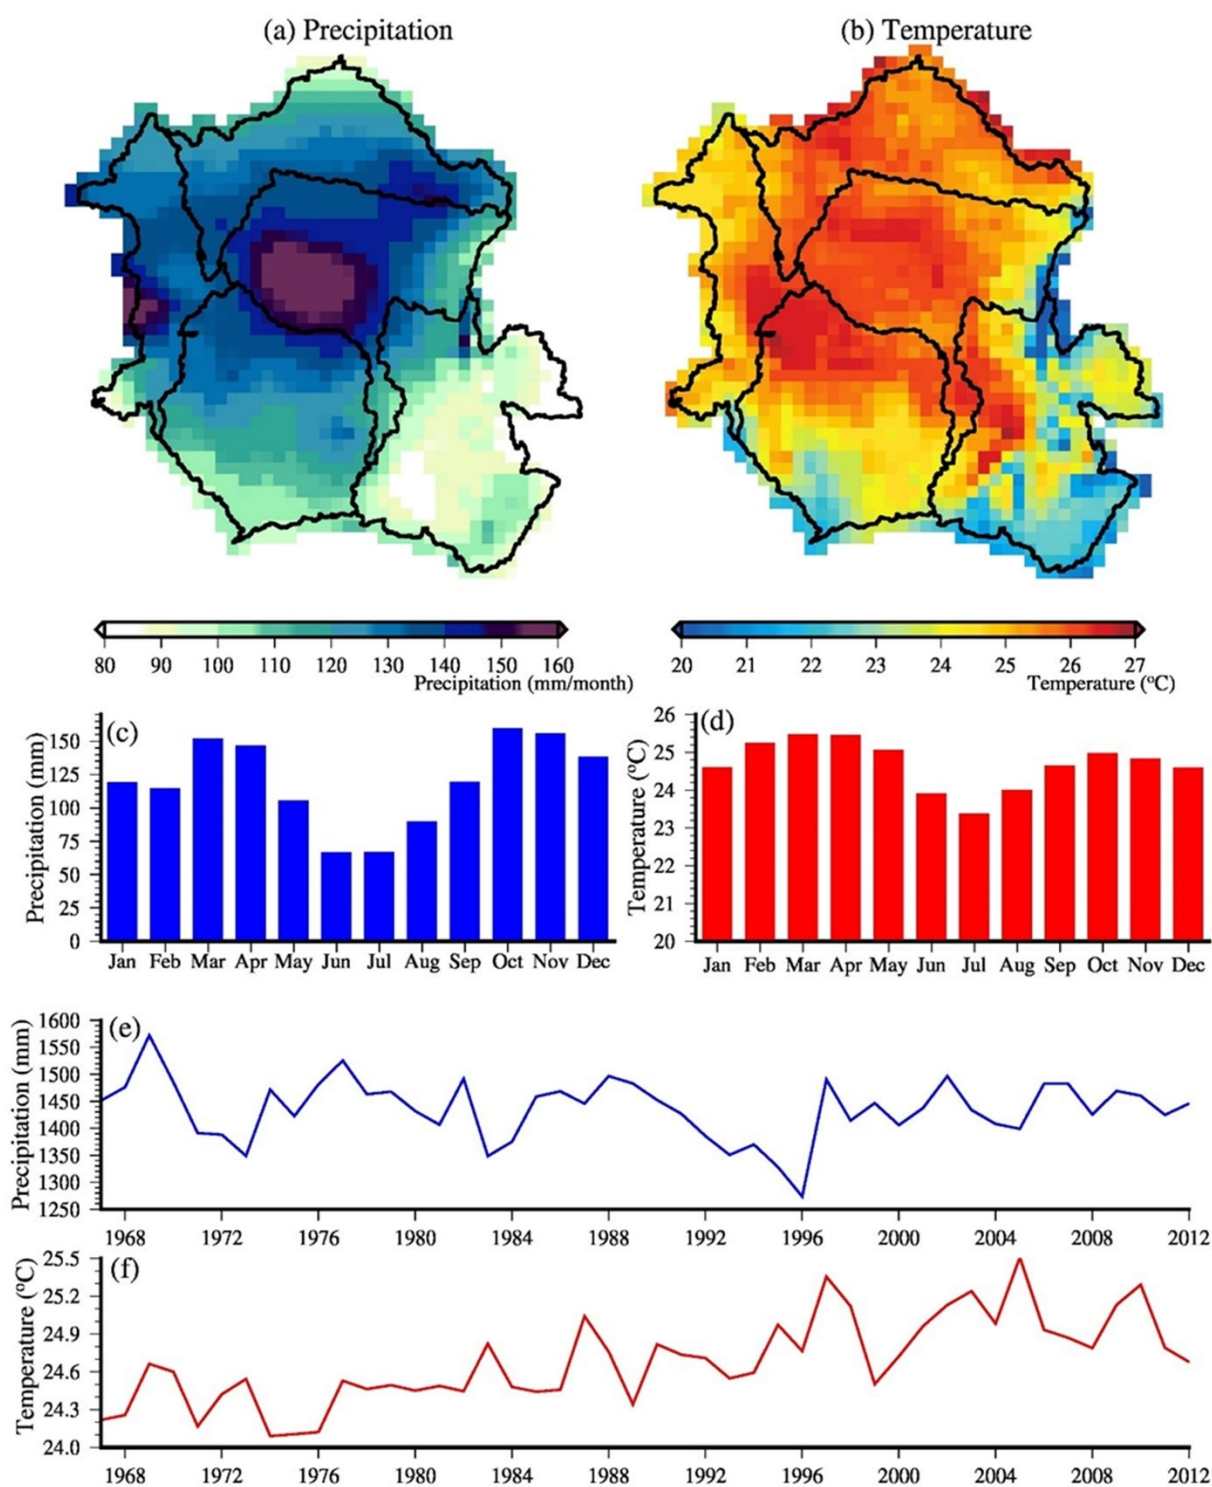 (a) Precipitation
(b) Temperature
80 90 100 110 120 130 140 150 160
Precipitation (mm/month)
20 21 22 23 24 25 26 27
Temperature (ºC)
(c)
Precipitation (mm)
150
125
100
75
50
25
0
Jan Feb Mar Apr May Jun Jul Aug Sep Oct Nov Dec
(d)
Temperature (ºC)
26
25
24
23
22
21
20
Jan Feb Mar Apr May Jun Jul Aug Sep Oct Nov Dec
(e)
Precipitation (mm)
1600
1550
1500
1450
1400
1350
1300
1250
1968 1972 1976 1980 1984 1988 1992 1996 2000 2004 2008 2012
(f)
Temperature (ºC)
25.5
25.2
24.9
24.6
24.3
24.0
1968 1972 1976 1980 1984 1988 1992 1996 2000 2004 2008 2012